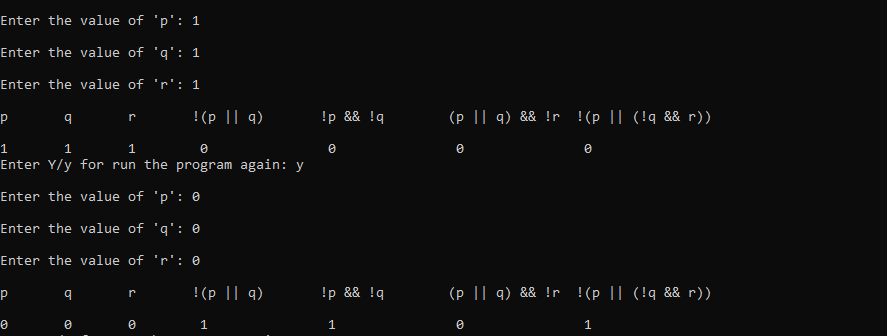 Enter the value of 'p': 1
Enter the value of 'q': 1
Enter the value of 'r': 1
p q r !(p || q) !p && !q (p || q) && !r !(p || (!q && r))
1 1 1 0 0 0 0
Enter Y/y for run the program again: y
Enter the value of 'p': 0
Enter the value of 'q': 0
Enter the value of 'r': 0
p q r !(p || q) !p && !q (p || q) && !r !(p || (!q && r))
0 0 0 1 1 0 1